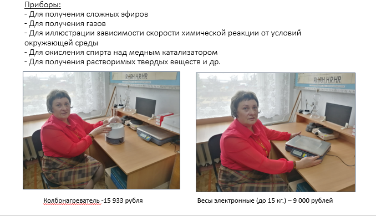 Приборы:
- Для получения сложных эфиров
- Для получения газов
- Для иллюстрации зависимости скорости химической реакции от условий
окружающей среды
- Для окисления спирта над медным катализатором
- Для получения растворимых твердых веществ и др.
Колбонагреватель -15 933 рубля
Весы электронные (до 15 кг.) – 9 000 рублей